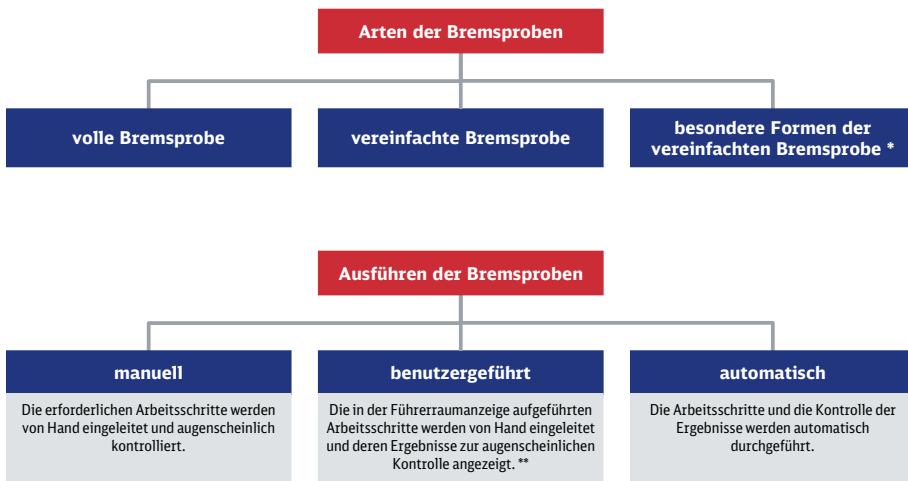 Arten der Bremsproben
volle Bremsprobe
vereinfachte Bremsprobe
besondere Formen der
vereinfachten Bremsprobe *
Ausführen der Bremsproben
manuell
Die erforderlichen Arbeitsschritte werden
von Hand eingeleitet und augenscheinlich
kontrolliert.
benutzergeführt
Die in der Führerraumanzeige aufgeführten
Arbeitsschritte werden von Hand eingeleitet
und deren Ergebnisse zur augenscheinlichen
Kontrolle angezeigt. **
automatisch
Die Arbeitsschritte und die Kontrolle der
Ergebnisse werden automatisch
durchgeführt.